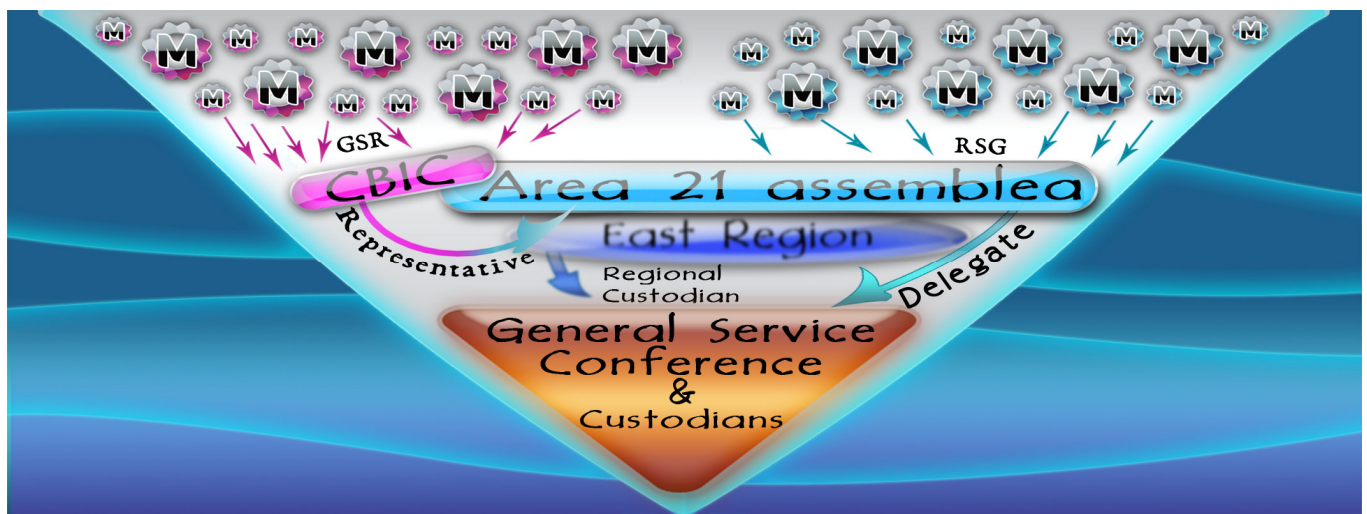 M M M M M M M M M M M M M M M M M M
M M M M M M M M M M M M M M
GSR
RSG
CBIC
Area 21 assemblea
Representative
East Region
Delegate
Regional
Custodian
General Service
Conference
&
Custodians